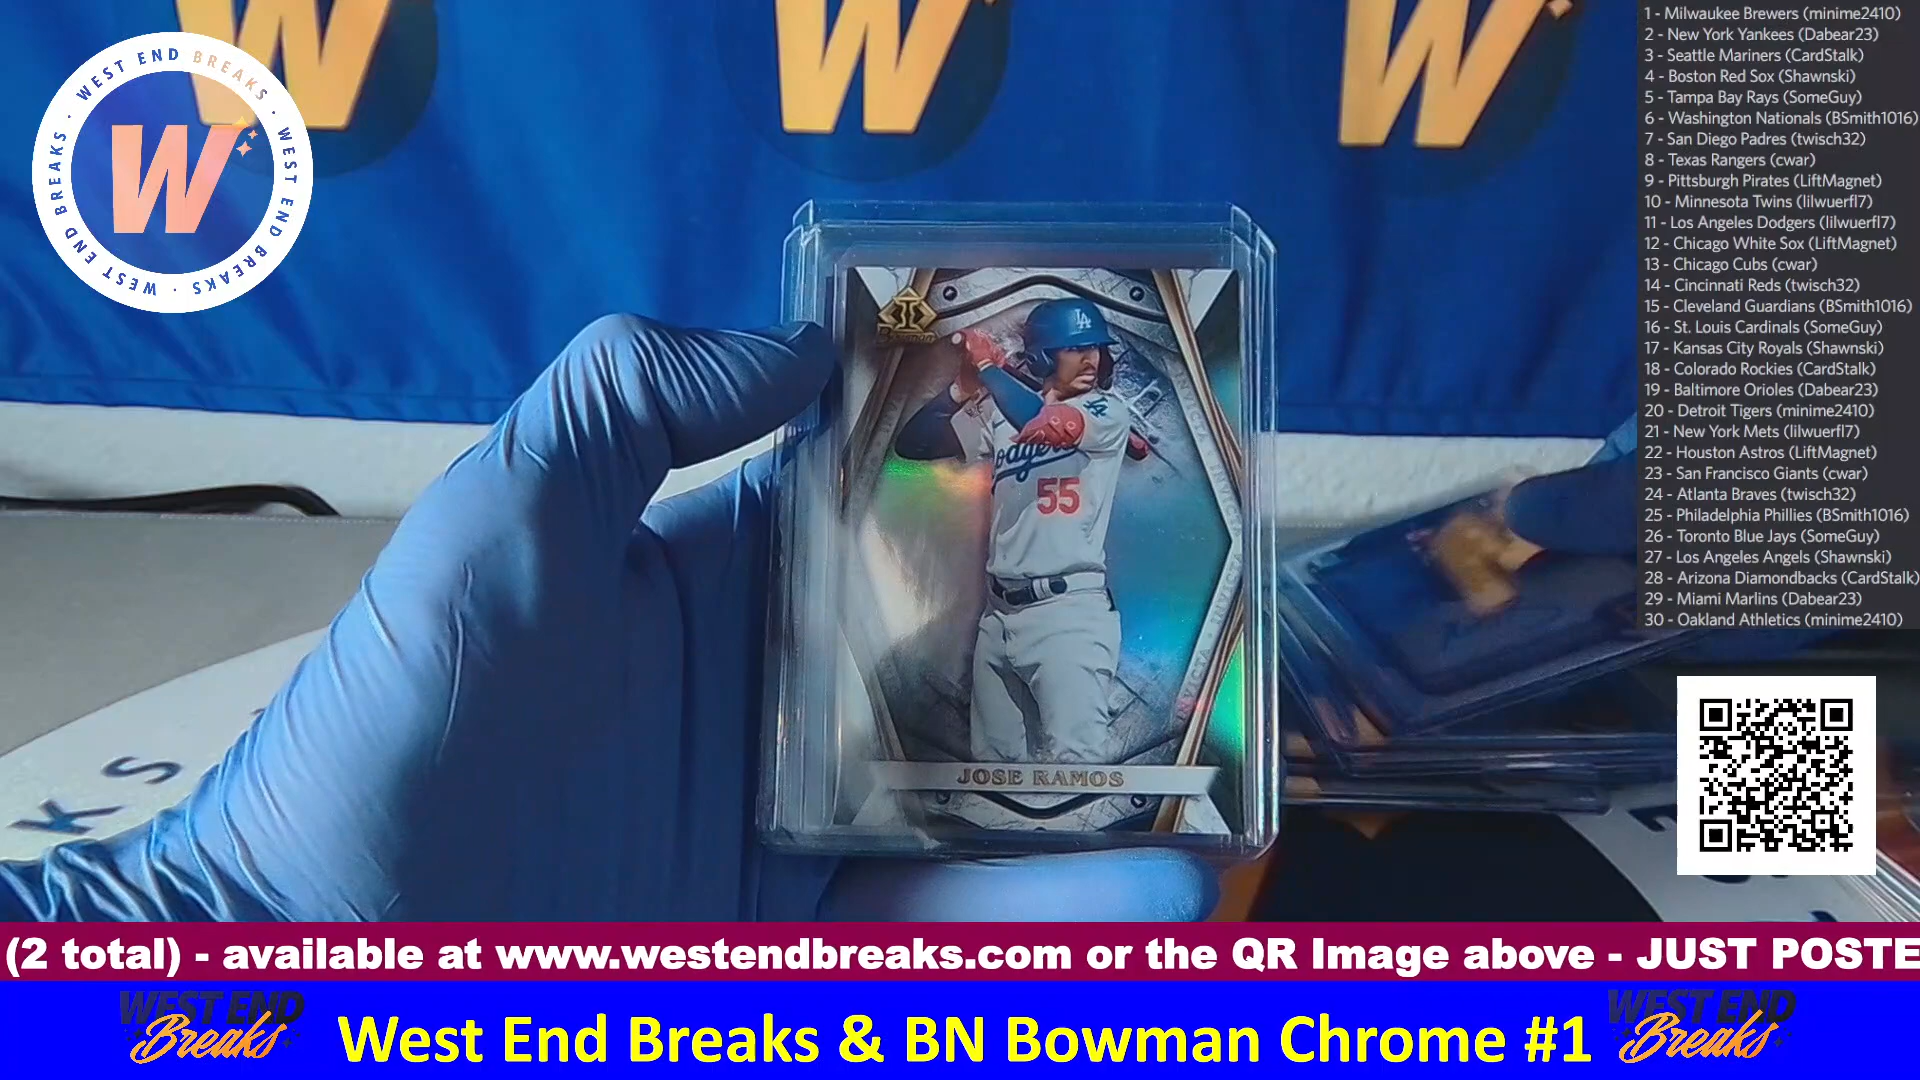 WEST END BREAKS · WEST END BREAKS · WEST END BREAKS ·
W
W
W
W
1 - Milwaukee Brewers (minime2410)
2 - New York Yankees (Dabear23)
3 - Seattle Mariners (CardStalk)
4 - Boston Red Sox (Shawnski)
5 - Tampa Bay Rays (SomeGuy)
6 - Washington Nationals (BSmith1016)
7 - San Diego Padres (twisch32)
8 - Texas Rangers (cwar)
9 - Pittsburgh Pirates (LiftMagnet)
10 - Minnesota Twins (lilwuerfl7)
11 - Los Angeles Dodgers (lilwuerfl7)
12 - Chicago White Sox (LiftMagnet)
13 - Chicago Cubs (cwar)
14 - Cincinnati Reds (twisch32)
15 - Cleveland Guardians (BSmith1016)
16 - St. Louis Cardinals (SomeGuy)
17 - Kansas City Royals (Shawnski)
18 - Colorado Rockies (CardStalk)
19 - Baltimore Orioles (Dabear23)
20 - Detroit Tigers (minime2410)
21 - New York Mets (lilwuerfl7)
22 - Houston Astros (LiftMagnet)
23 - San Francisco Giants (cwar)
24 - Atlanta Braves (twisch32)
25 - Philadelphia Phillies (BSmith1016)
26 - Toronto Blue Jays (SomeGuy)
27 - Los Angeles Angels (Shawnski)
28 - Arizona Diamondbacks (CardStalk)
29 - Miami Marlins (Dabear23)
30 - Oakland Athletics (minime2410)
Bowman
LA
LA
odgers
55
INVICTA
JOSE RAMOS
KS
(2 total) - available at www.westendbreaks.com or the QR Image above - JUST POSTE
WEST END
Breaks
West End Breaks & BN Bowman Chrome #1
WEST END
Breaks